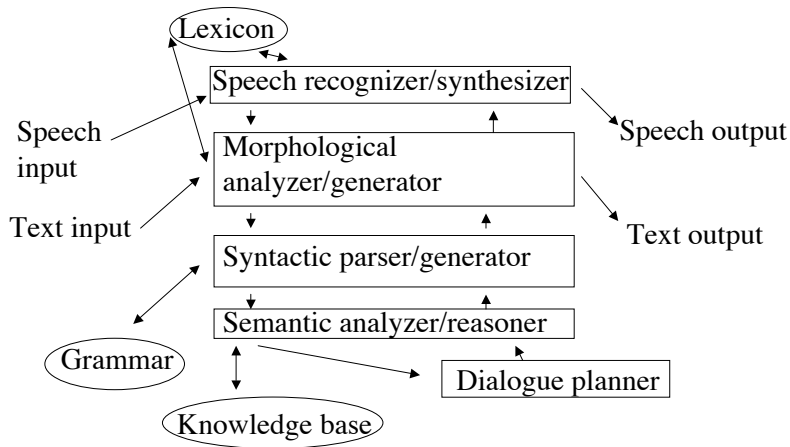 Lexicon
Speech recognizer/synthesizer
Speech
input
Speech output
Morphological
analyzer/generator
Text input
Text output
Syntactic parser/generator
Semantic analyzer/reasoner
Grammar
Dialogue planner
Knowledge base